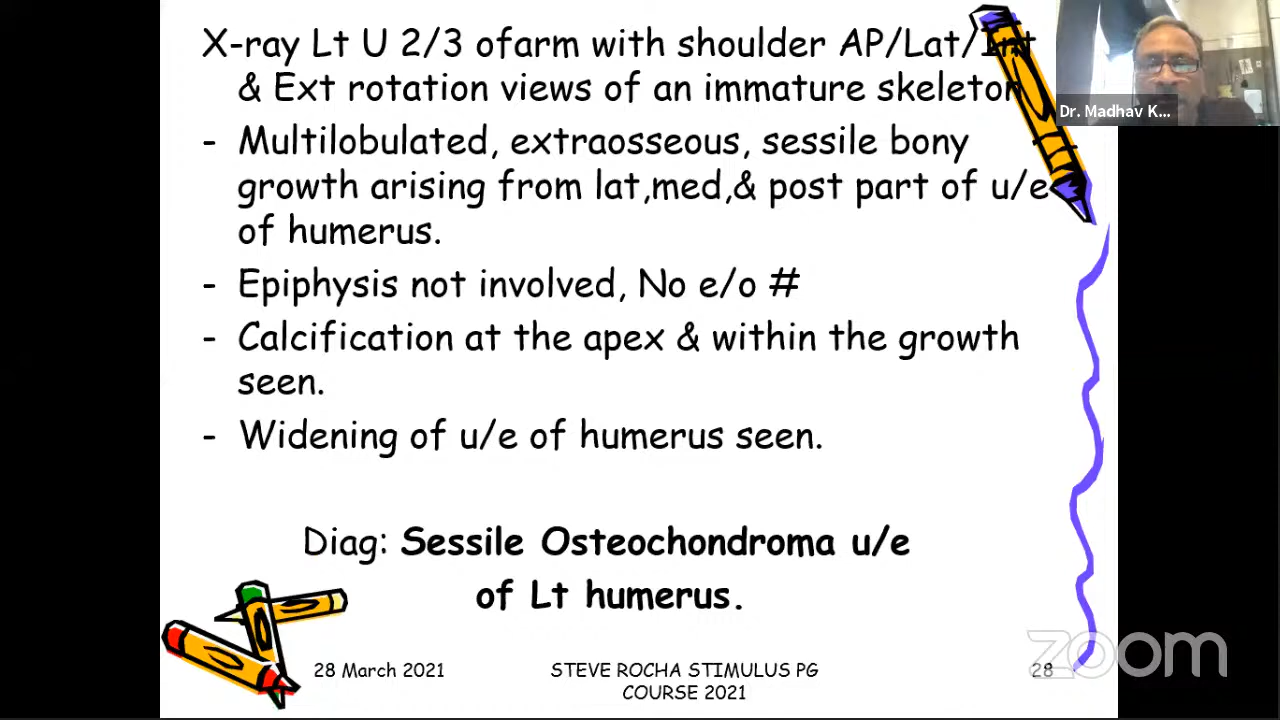 X-ray Lt U 2/3 ofarm with shoulder AP/Lat/Int
& Ext rotation views of an immature skeleton
- Multilobulated, extraosseous, sessile bony
growth arising from lat,med,& post part of u/e
of humerus.
- Epiphysis not involved, No e/o #
- Calcification at the apex & within the growth
seen.
- Widening of u/e of humerus seen.
Diag: Sessile Osteochondroma u/e
of Lt humerus.
28 March 2021
STEVE ROCHA STIMULUS PG
COURSE 2021
28
Dr. Madhav K...
zoom